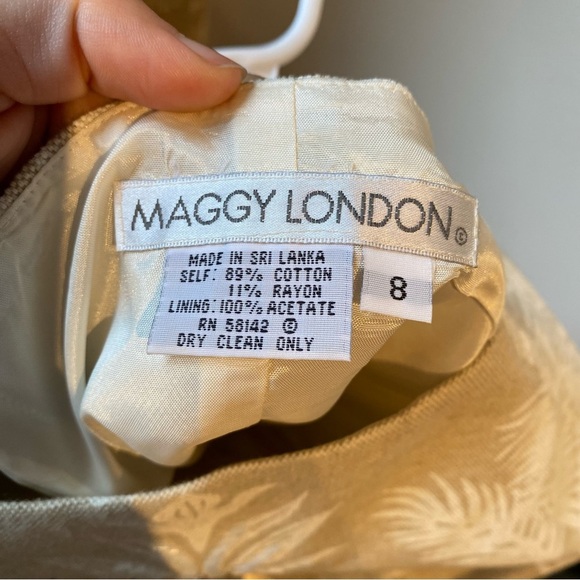 MAGGY LONDON ©
MADE IN SRI LANKA
SELF: 89% COTTON
11% RAYON
LINING: 100% ACETATE
RN 58142 ©
DRY CLEAN ONLY
8